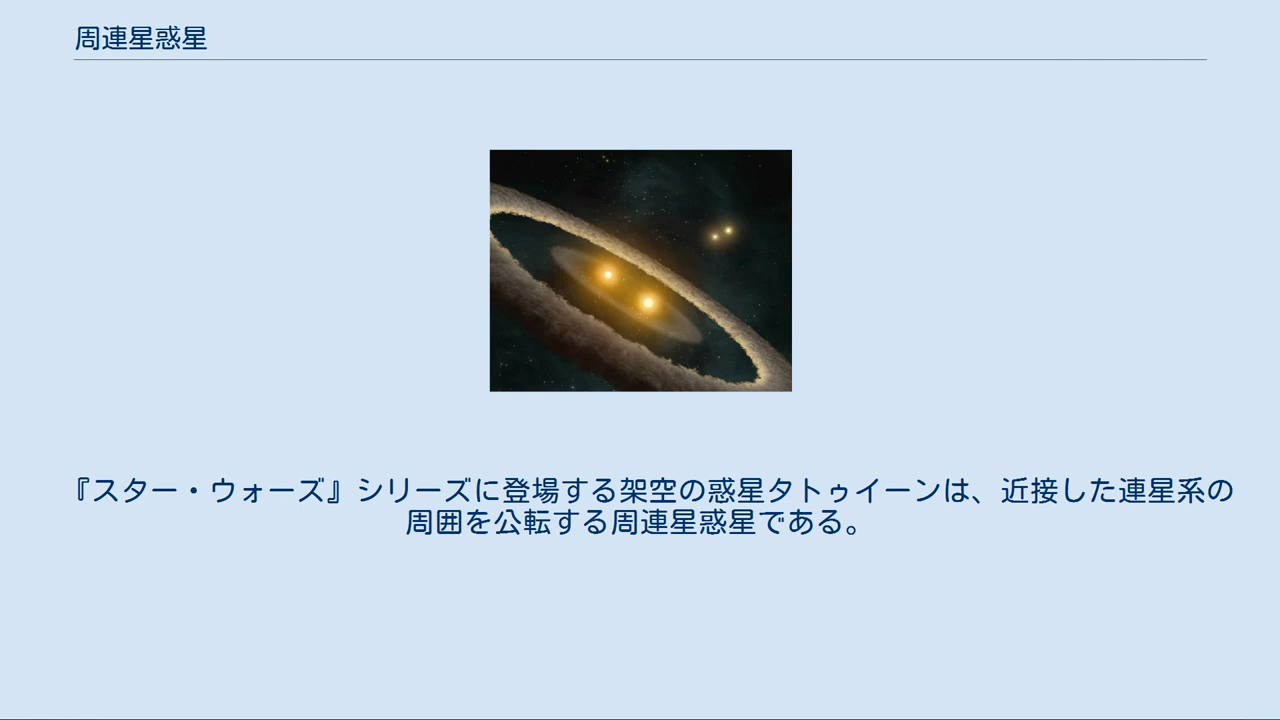 周連星惑星
『スター・ウォーズ』シリーズに登場する架空の惑星タトゥイーンは、近接した連星系の
周囲を公転する周連星惑星である。